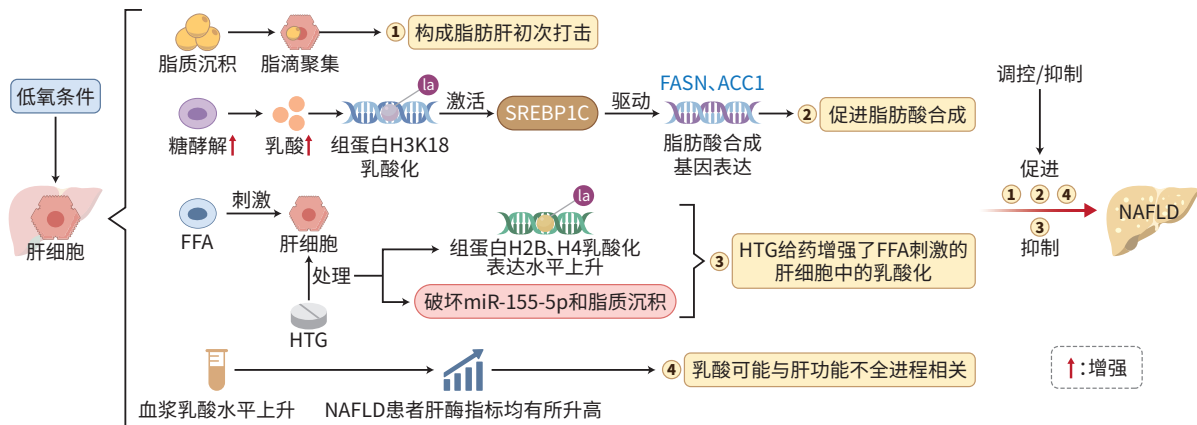 低氧条件
肝细胞
脂质沉积
脂滴聚集
① 构成脂肪肝初次打击
糖酵解
乳酸
la
组蛋白H3K18
乳酸化
激活
SREBP1C
驱动
FASN、ACC1
脂肪酸合成
基因表达
② 促进脂肪酸合成
FFA
刺激
肝细胞
处理
HTG
la
组蛋白H2B、H4乳酸化
表达水平上升
破坏miR-155-5p和脂质沉积
③ HTG给药增强了FFA刺激的
肝细胞中的乳酸化
血浆乳酸水平上升
NAFLD患者肝酶指标均有所升高
④ 乳酸可能与肝功能不全进程相关
调控/抑制
促进
① ② ④
③
抑制
NAFLD
:增强